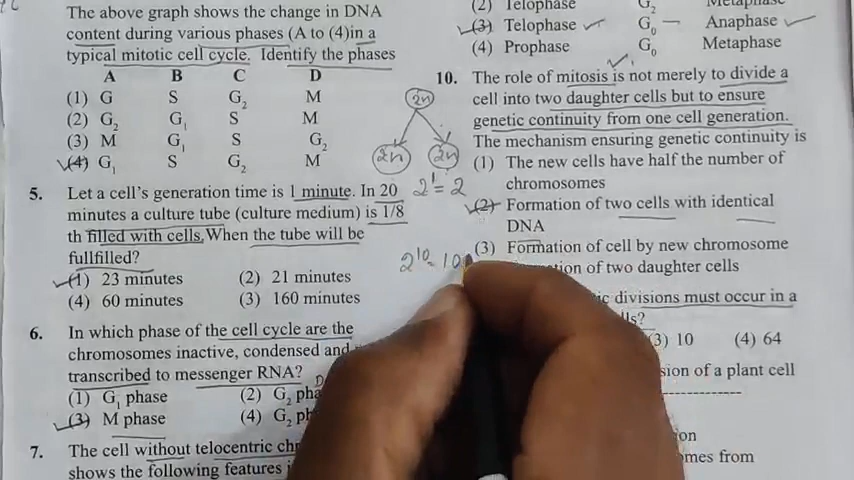 The above graph shows the change in DNA
content during various phases (A to (4)in a
typical mitotic cell cycle. Identify the phases
A B C D
(1) G S G2 M
(2) G2 G1 S M
(3) M G1 S G2
(4) G1 S G2 M
5. Let a cell's generation time is 1 minute. In 20
minutes a culture tube (culture medium) is 1/8
th filled with cells, When the tube will be
fullfilled?
(1) 23 minutes (2) 21 minutes
(4) 60 minutes (3) 160 minutes
6. In which phase of the cell cycle are the
chromosomes inactive, condensed and
transcribed to messenger RNA?
(1) G1 phase (2) G2 pha
(3) M phase (4) G2 ph
7. The cell without telocentric ch
shows the following features i
2n
2n 2n
2^1 = 2
2^10 = 10
(2) Telophase G2 Metaphase
(3) Telophase G0 Anaphase
(4) Prophase G0 Metaphase
10. The role of mitosis is not merely to divide a
cell into two daughter cells but to ensure
genetic continuity from one cell generation.
The mechanism ensuring genetic continuity is
(1) The new cells have half the number of
chromosomes
(2) Formation of two cells with identical
DNA
(3) Formation of cell by new chromosome
tion of two daughter cells
ic divisions must occur in a
lls?
(3) 10 (4) 64
sion of a plant cell
on
mes from